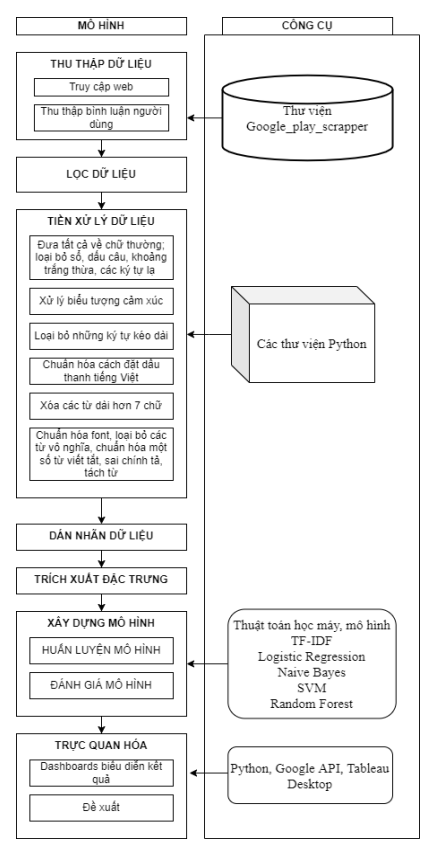 MÔ HÌNH
CÔNG CỤ
THU THẬP DỮ LIỆU
Truy cập web
Thu thập bình luận người
dùng
Thư viện
Google_play_scrapper
LỌC DỮ LIỆU
TIỀN XỬ LÝ DỮ LIỆU
Đưa tất cả về chữ thường;
loại bỏ số, dấu câu, khoảng
trắng thừa, các ký tự lạ
Xử lý biểu tượng cảm xúc
Loại bỏ những ký tự kéo dài
Chuẩn hóa cách đặt dấu
thanh tiếng Việt
Xóa các từ dài hơn 7 chữ
Chuẩn hóa font, loại bỏ các
từ vô nghĩa, chuẩn hóa một
số từ viết tắt, sai chính tả,
tách từ
Các thư viện Python
DÁN NHÃN DỮ LIỆU
TRÍCH XUẤT ĐẶC TRƯNG
XÂY DỰNG MÔ HÌNH
HUẤN LUYỆN MÔ HÌNH
ĐÁNH GIÁ MÔ HÌNH
Thuật toán học máy, mô hình
TF-IDF
Logistic Regression
Naive Bayes
SVM
Random Forest
TRỰC QUAN HÓA
Dashboards biểu diễn kết
quả
Đề xuất
Python, Google API, Tableau
Desktop